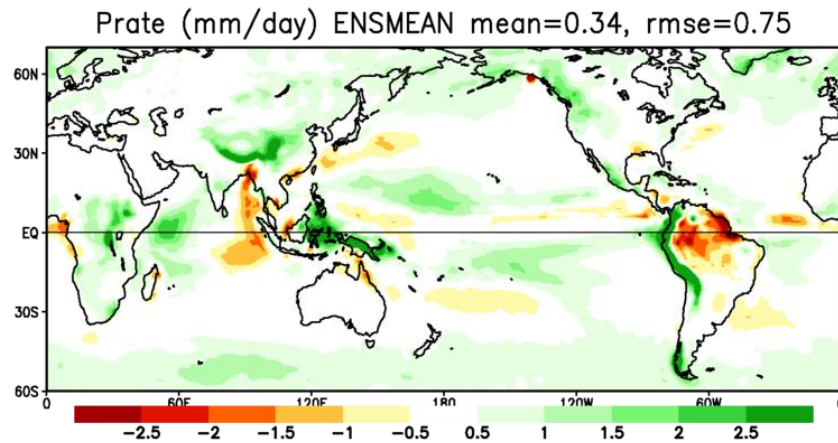 Prate (mm/day) ENSMEAN mean=0.34, rmse=0.75
60N
30N
EQ
30S
60S
0 60E 120E 180 120W 60W 0
-2.5 -2 -1.5 -1 -0.5 0.5 1 1.5 2 2.5